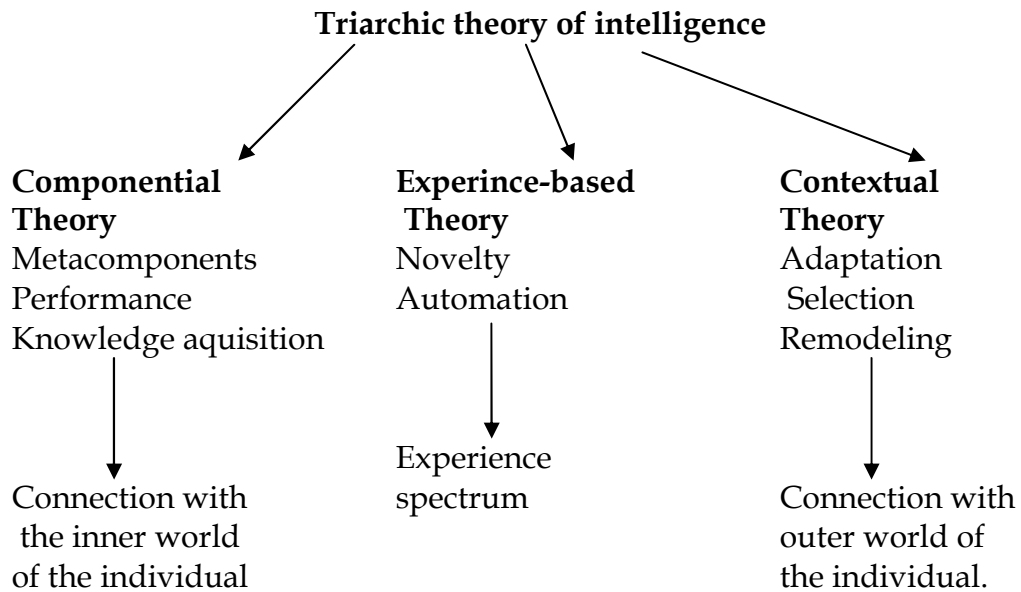 Triarchic theory of intelligence
Componential
Theory
Metacomponents
Performance
Knowledge aquisition
Connection with
the inner world
of the individual
Experince-based
Theory
Novelty
Automation
Experience
spectrum
Contextual
Theory
Adaptation
Selection
Remodeling
Connection with
outer world of
the individual.